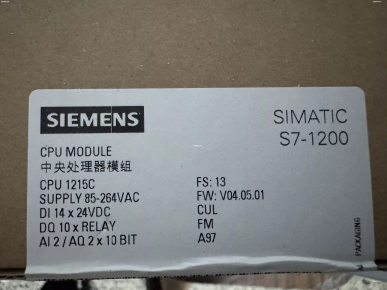 SIEMENS
SIMATIC
S7-1200
CPU MODULE
中央处理器模组
CPU 1215C
SUPPLY 85-264VAC
DI 14 x 24VDC
DQ 10 x RELAY
AI 2 / AQ 2 x 10 BIT
FS: 13
FW: V04.05.01
CUL
FM
A97
PACKAGING